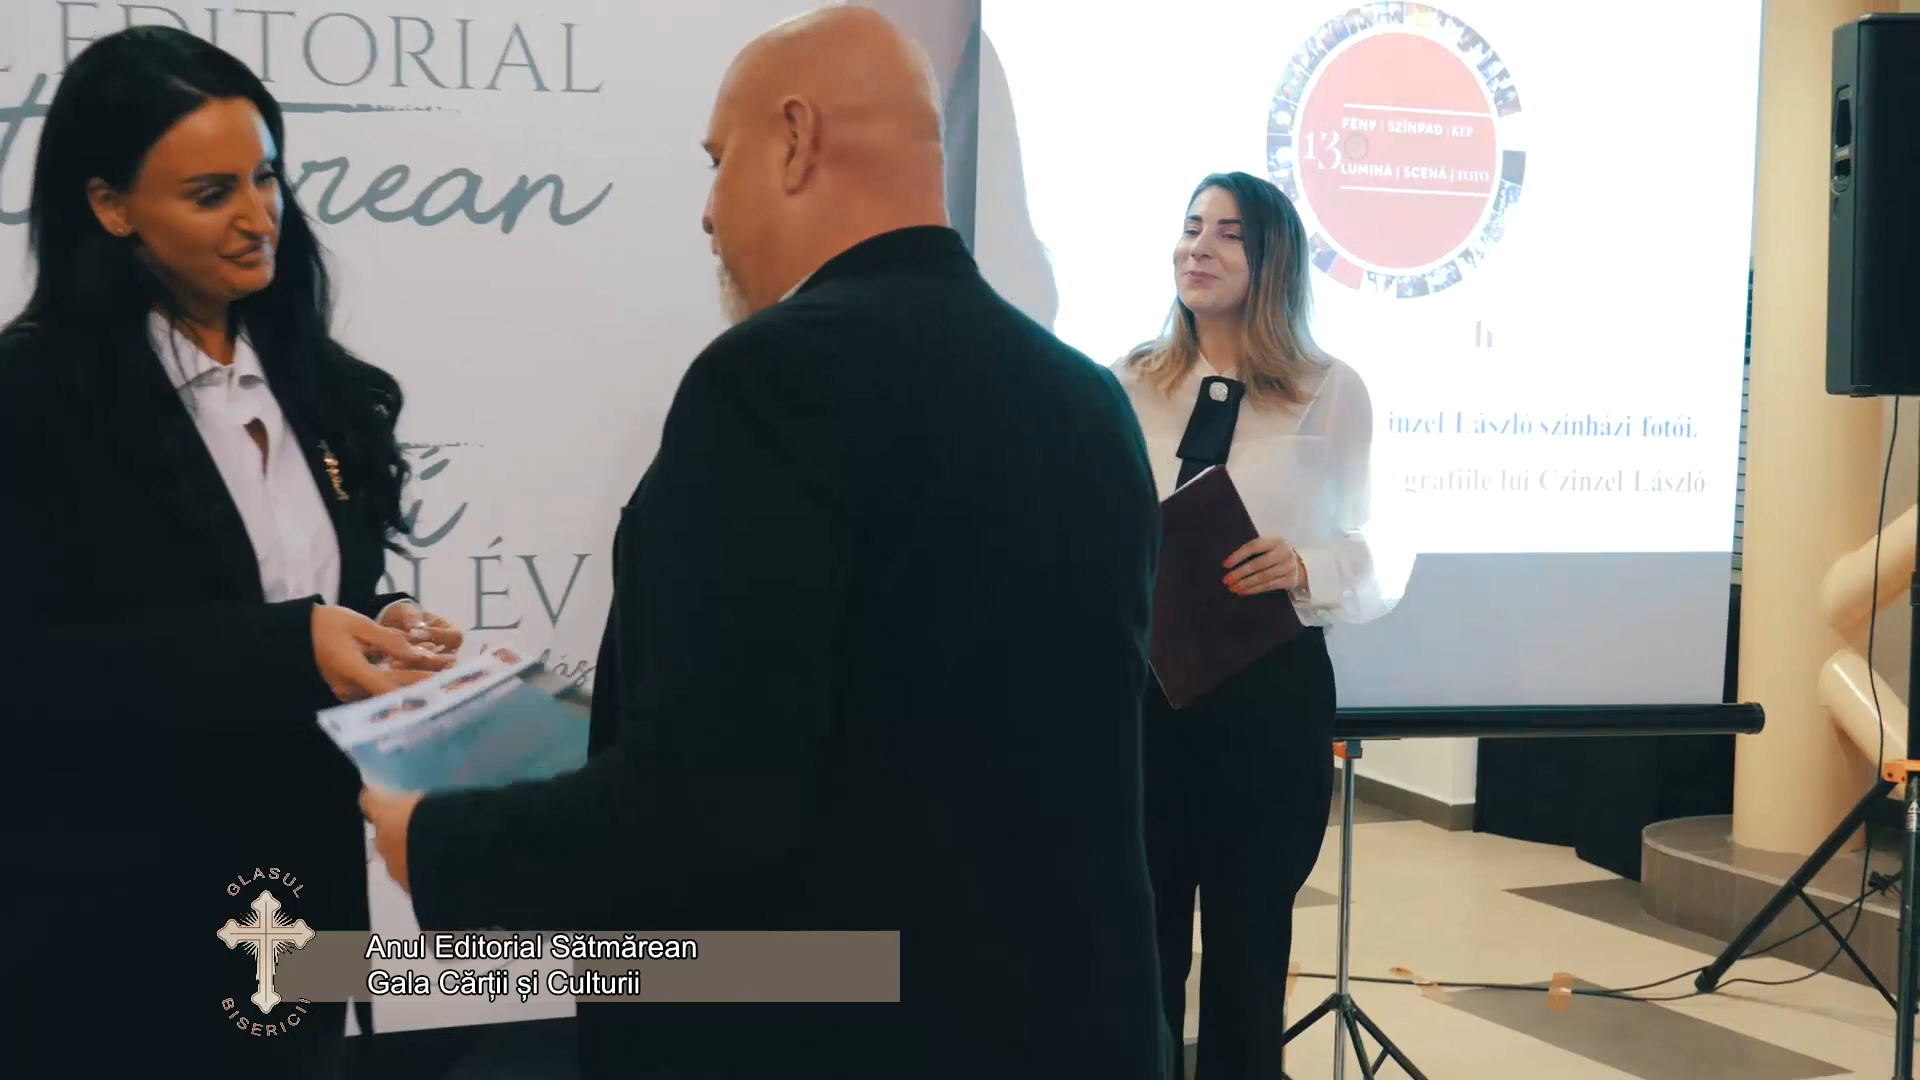 EDITORIAL
rean
ÉV
FÉNY | SZÍNPAD | KÉP
13
LUMINĂ | SCENĂ | FOTO
inzel László színházi fotói.
grafiile lui Czinzel László
GLASUL
BISERICII
Anul Editorial Sătmărean
Gala Cărții și Culturii